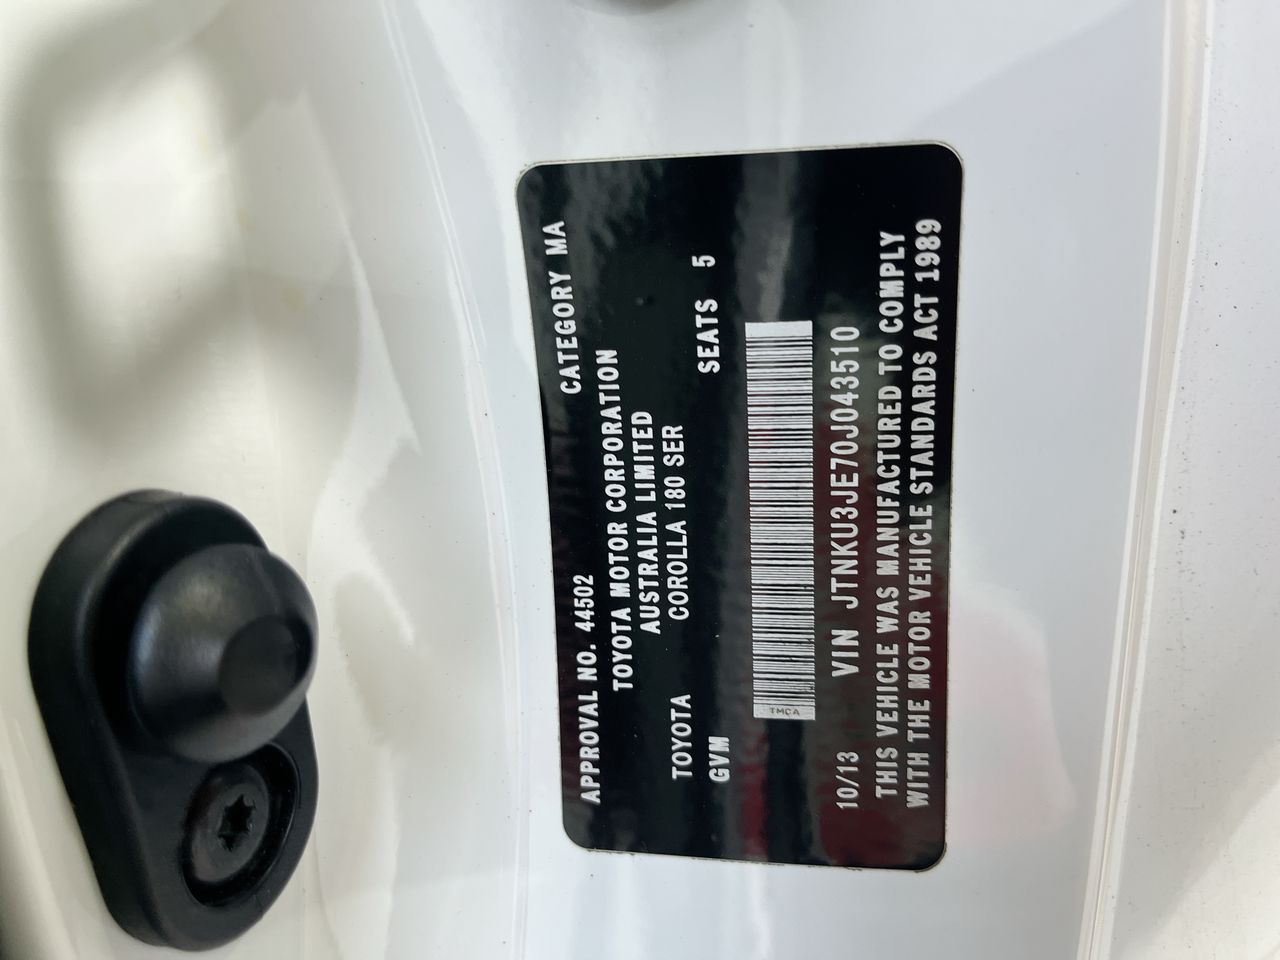 APPROVAL NO. 44502 CATEGORY MA
TOYOTA MOTOR CORPORATION
AUSTRALIA LIMITED
TOYOTA COROLLA 180 SER
GVM SEATS 5
TMCA
10/13 VIN JTNKU3JE70J043510
THIS VEHICLE WAS MANUFACTURED TO COMPLY
WITH THE MOTOR VEHICLE STANDARDS ACT 1989